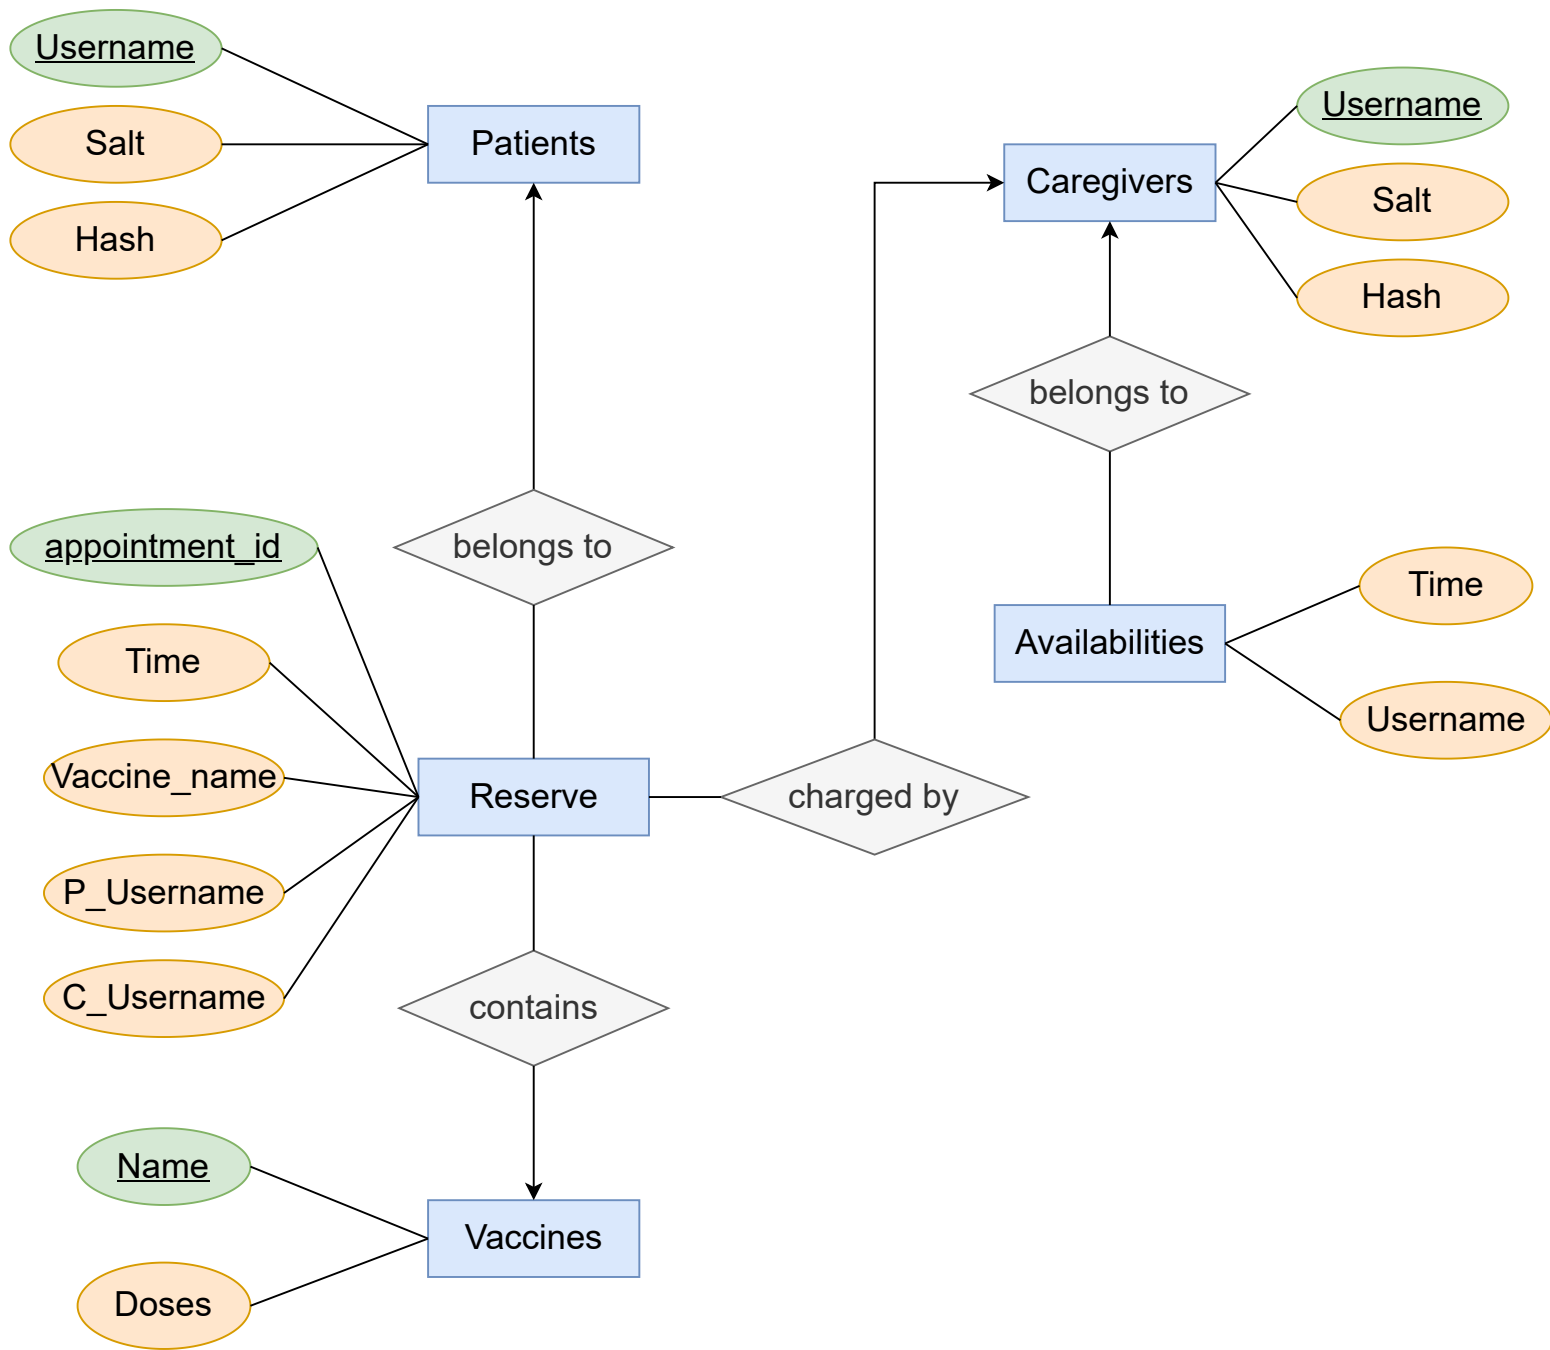 Username
Salt
Hash
Patients
Caregivers
Username
Salt
Hash
belongs to
belongs to
appointment_id
Time
Vaccine_name
P_Username
C_Username
Reserve
charged by
Availabilities
Time
Username
contains
Name
Doses
Vaccines